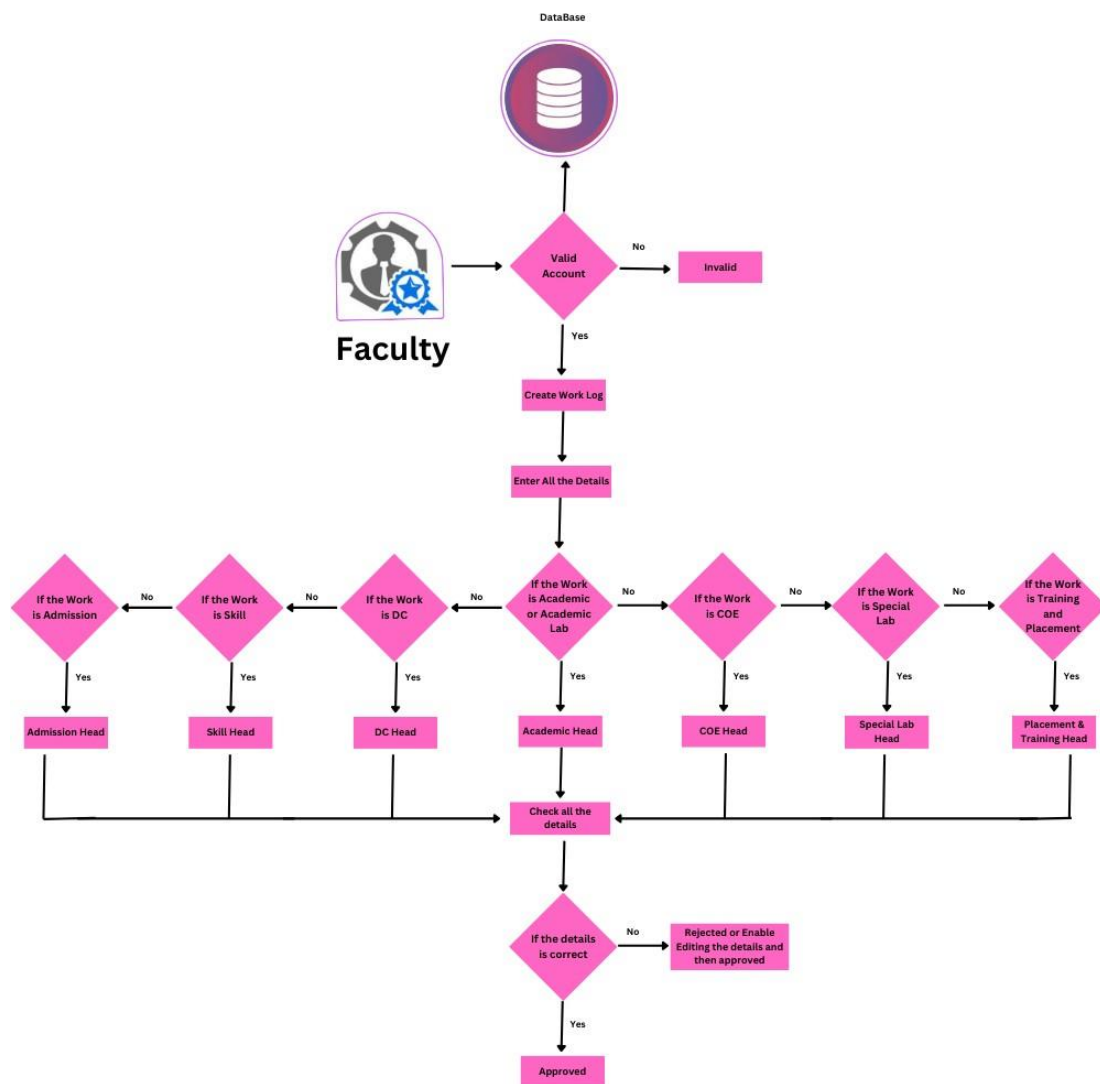 DataBase
Valid
Account
No
Invalid
Faculty
Yes
Create Work Log
Enter All the Details
If the Work
is Admission
No
If the Work
is Skill
No
If the Work
is DC
No
If the Work
is Academic
or Academic
Lab
No
If the Work
is COE
No
If the Work
is Special
Lab
No
If the Work
is Training
and
Placement
Yes
Yes
Yes
Yes
Yes
Yes
Yes
Admission Head
Skill Head
DC Head
Academic Head
COE Head
Special Lab
Head
Placement &
Training Head
Check all the
details
If the details
is correct
No
Rejected or Enable
Editing the details and
then approved
Yes
Approved